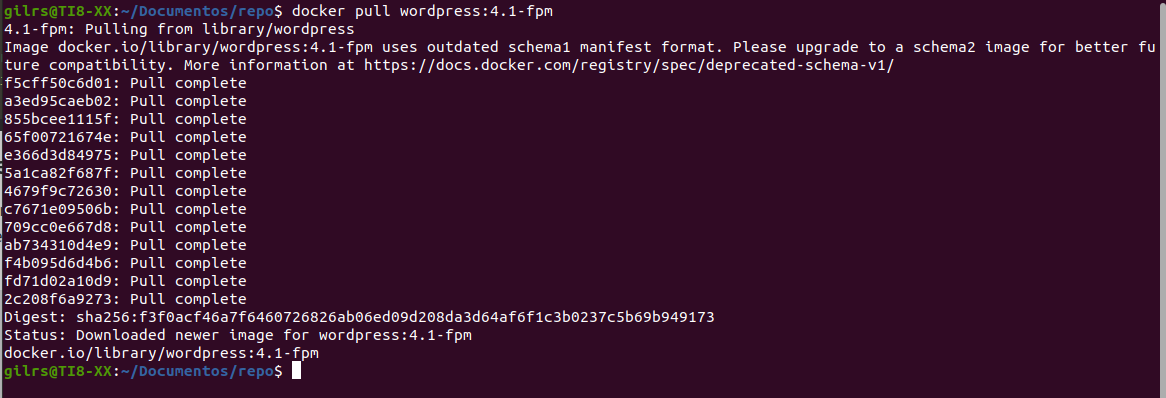 gilrs@TI8-XX:~/Documentos/repo$ docker pull wordpress:4.1-fpm
4.1-fpm: Pulling from library/wordpress
Image docker.io/library/wordpress:4.1-fpm uses outdated schema1 manifest format. Please upgrade to a schema2 image for better fu
ture compatibility. More information at https://docs.docker.com/registry/spec/deprecated-schema-v1/
f5cff50c6d01: Pull complete
a3ed95caeb02: Pull complete
855bcee1115f: Pull complete
65f00721674e: Pull complete
e366d3d84975: Pull complete
5a1ca82f687f: Pull complete
4679f9c72630: Pull complete
c7671e09506b: Pull complete
709cc0e667d8: Pull complete
ab734310d4e9: Pull complete
f4b095d6d4b6: Pull complete
fd71d02a10d9: Pull complete
2c208f6a9273: Pull complete
Digest: sha256:f3f0acf46a7f6460726826ab06ed09d208da3d64af6f1c3b0237c5b69b949173
Status: Downloaded newer image for wordpress:4.1-fpm
docker.io/library/wordpress:4.1-fpm
gilrs@TI8-XX:~/Documentos/repo$